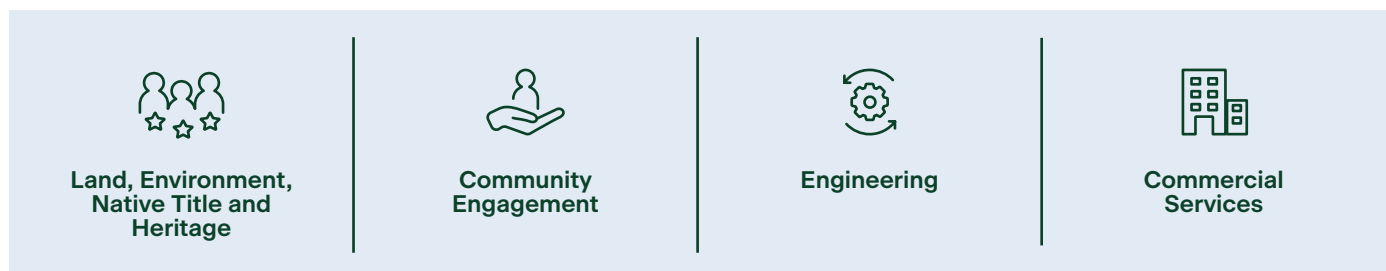 Land, Environment,
Native Title and
Heritage
Community
Engagement
Engineering
Commercial
Services